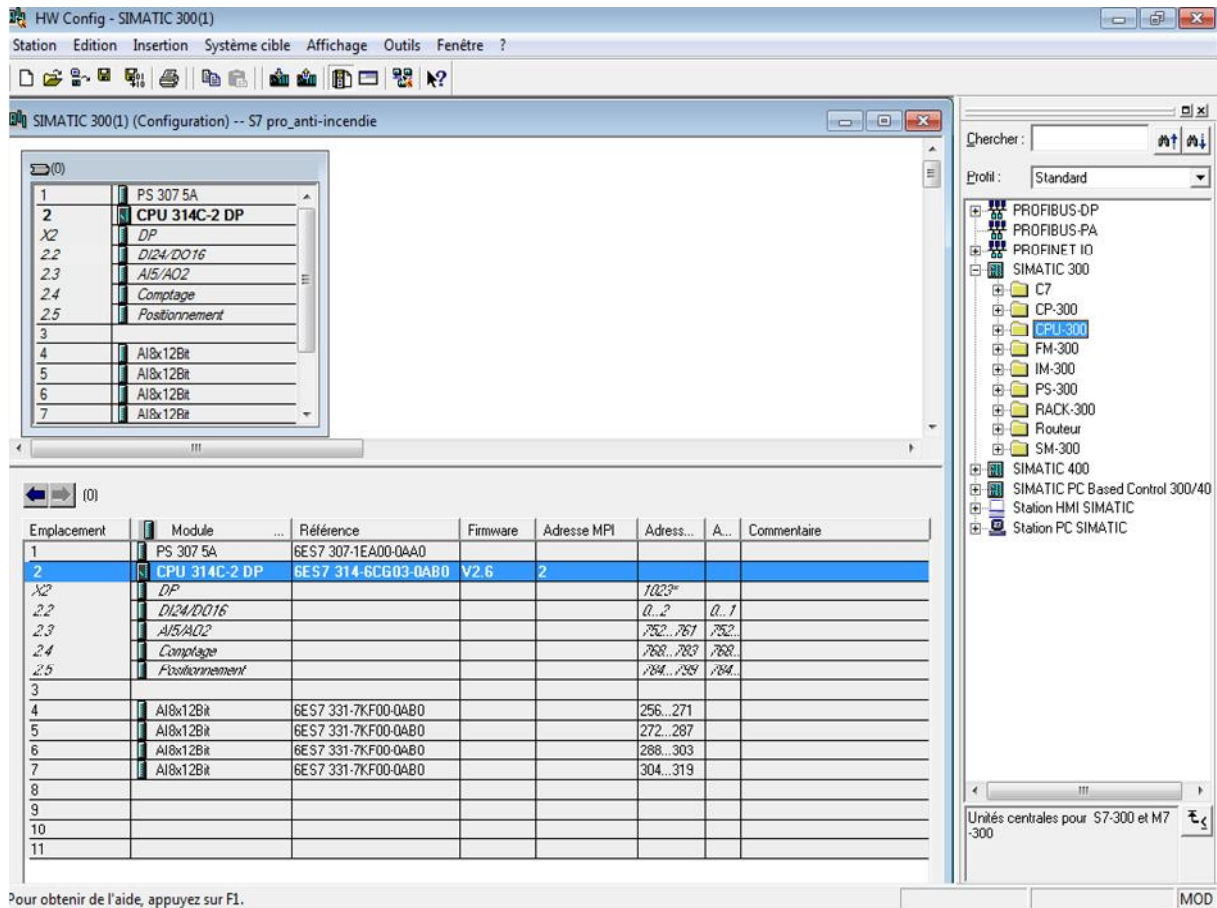 HW Config - SIMATIC 300(1)
Station Edition Insertion Système cible Affichage Outils Fenêtre ?
SIMATIC 300(1) (Configuration) -- S7 pro_anti-incendie
(0)
1 PS 307 5A
2 CPU 314C-2 DP
X2 DP
2.2 DI24/DO16
2.3 AI5/AO2
2.4 Comptage
2.5 Positionnement
3
4 AI8x12Bit
5 AI8x12Bit
6 AI8x12Bit
7 AI8x12Bit
(0)
Emplacement Module ... Référence Firmware Adresse MPI Adress... A... Commentaire
1 PS 307 5A 6ES7 307-1EA00-0AA0
2 CPU 314C-2 DP 6ES7 314-6CG03-0AB0 V2.6 2
X2 DP 1023*
2.2 DI24/DO16 0...2 0...1
2.3 AI5/AO2 752...761 752...
2.4 Comptage 768...783 768...
2.5 Positionnement 784...799 784...
3
4 AI8x12Bit 6ES7 331-7KF00-0AB0 256...271
5 AI8x12Bit 6ES7 331-7KF00-0AB0 272...287
6 AI8x12Bit 6ES7 331-7KF00-0AB0 288...303
7 AI8x12Bit 6ES7 331-7KF00-0AB0 304...319
8
9
10
11
Chercher :
Profil : Standard
PROFIBUS-DP
PROFIBUS-PA
PROFINET IO
SIMATIC 300
C7
CP-300
CPU-300
FM-300
IM-300
PS-300
RACK-300
Routeur
SM-300
SIMATIC 400
SIMATIC PC Based Control 300/40
Station HMI SIMATIC
Station PC SIMATIC
Unités centrales pour S7-300 et M7
-300
Pour obtenir de l'aide, appuyez sur F1.
MOD